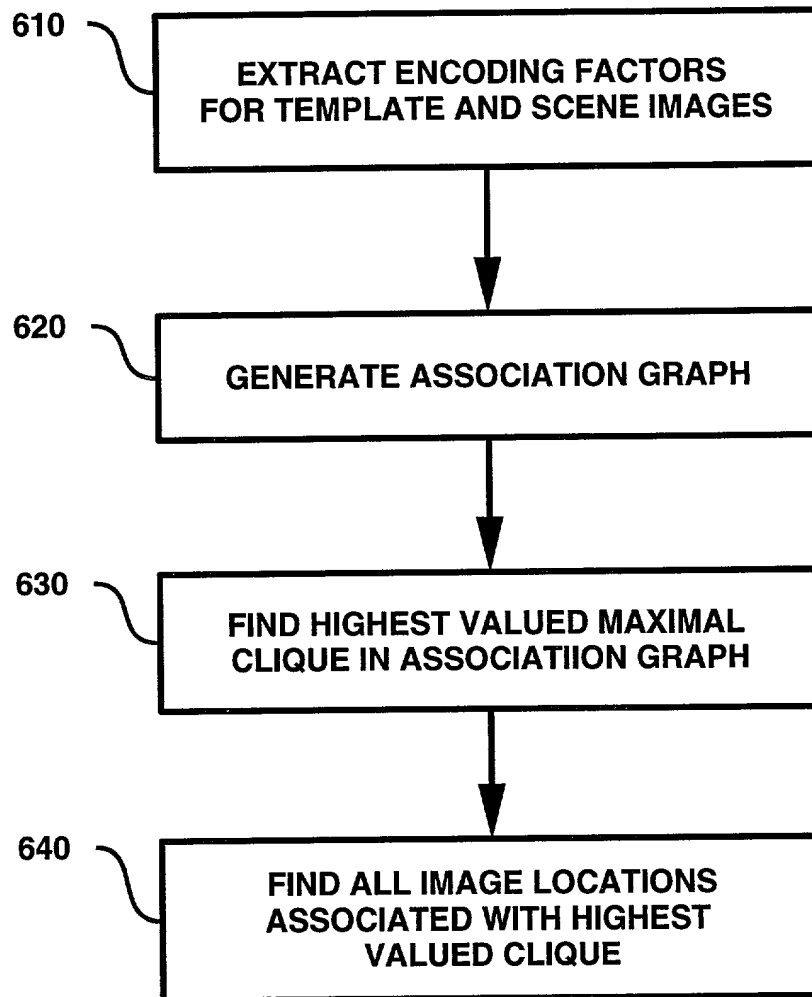 610
EXTRACT ENCODING FACTORS
FOR TEMPLATE AND SCENE IMAGES
620
GENERATE ASSOCIATION GRAPH
630
FIND HIGHEST VALUED MAXIMAL
CLIQUE IN ASSOCIATIION GRAPH
640
FIND ALL IMAGE LOCATIONS
ASSOCIATED WITH HIGHEST
VALUED CLIQUE